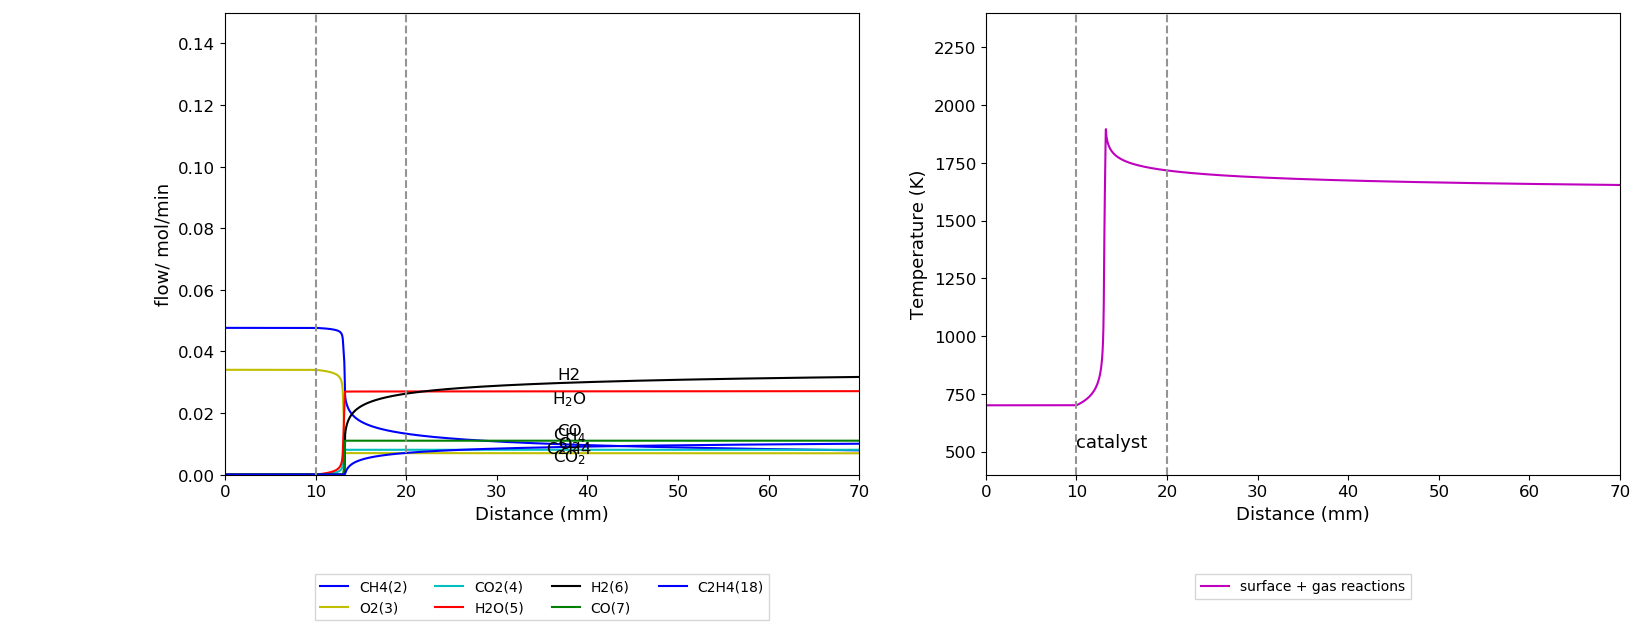 0.14
0.12
0.10
0.08
0.06
0.04
0.02
0.00
flow/ mol/min
H2
H₂O
CO
CH₄
C2H4
CO₂
0 10 20 30 40 50 60 70
Distance (mm)
CH4(2) CO2(4) H2(6) C2H4(18)
O2(3) H2O(5) CO(7)
2250
2000
1750
1500
1250
1000
750
500
Temperature (K)
catalyst
0 10 20 30 40 50 60 70
Distance (mm)
surface + gas reactions